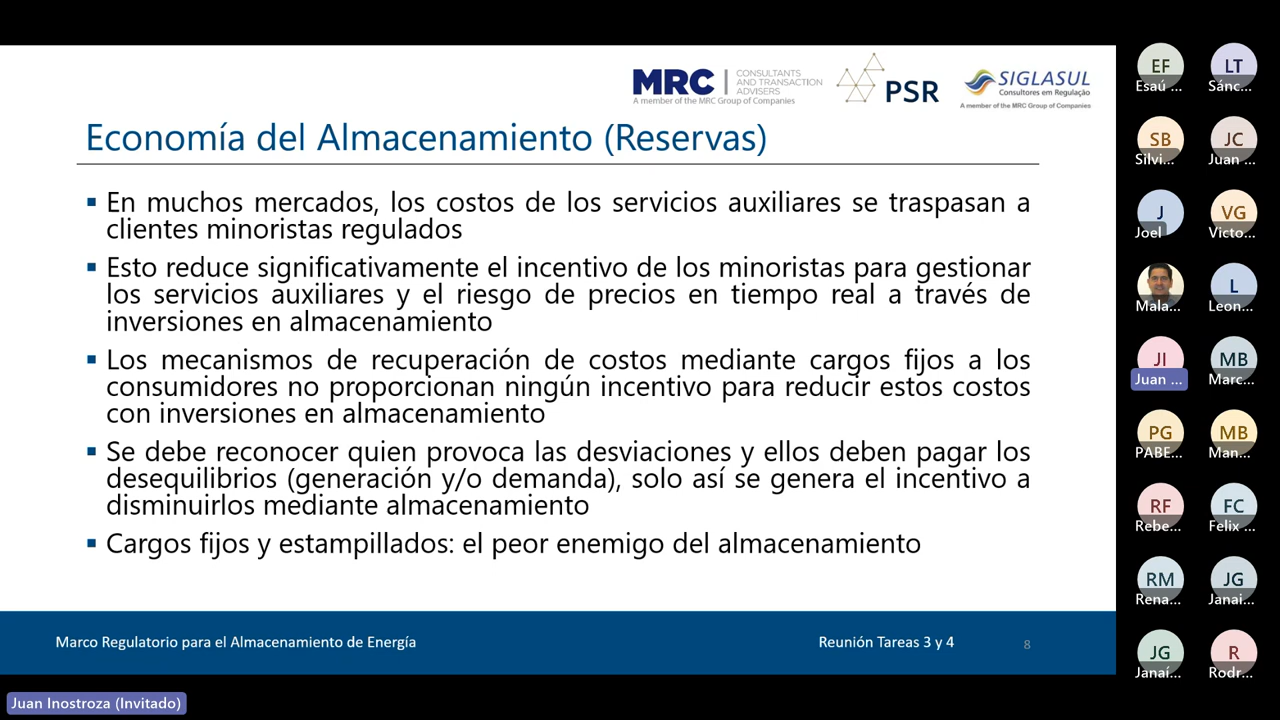 MRC
CONSULTANTS
AND TRANSACTION
ADVISERS
A member of the MRC Group of Companies
PSR
SIGLASUL
Consultores em Regulação
A member of the MRC Group of Companies
Economía del Almacenamiento (Reservas)
En muchos mercados, los costos de los servicios auxiliares se traspasan a
clientes minoristas regulados
Esto reduce significativamente el incentivo de los minoristas para gestionar
los servicios auxiliares y el riesgo de precios en tiempo real a través de
inversiones en almacenamiento
Los mecanismos de recuperación de costos mediante cargos fijos a los
consumidores no proporcionan ningún incentivo para reducir estos costos
con inversiones en almacenamiento
Se debe reconocer quien provoca las desviaciones y ellos deben pagar los
desequilibrios (generación y/o demanda), solo así se genera el incentivo a
disminuirlos mediante almacenamiento
Cargos fijos y estampillados: el peor enemigo del almacenamiento
Marco Regulatorio para el Almacenamiento de Energía
Reunión Tareas 3 y 4
8
Juan Inostroza (Invitado)
EF
Esaú ...
LT
Sánc...
SB
Silvi...
JC
Juan ...
J
Joel
VG
Victo...
Mala...
L
Leon...
JI
Juan ...
MB
Marc...
PG
PABE...
MB
Man...
RF
Rebe...
FC
Felix ...
RM
Rena...
JG
Janai...
JG
Janaí...
R
Rodr...